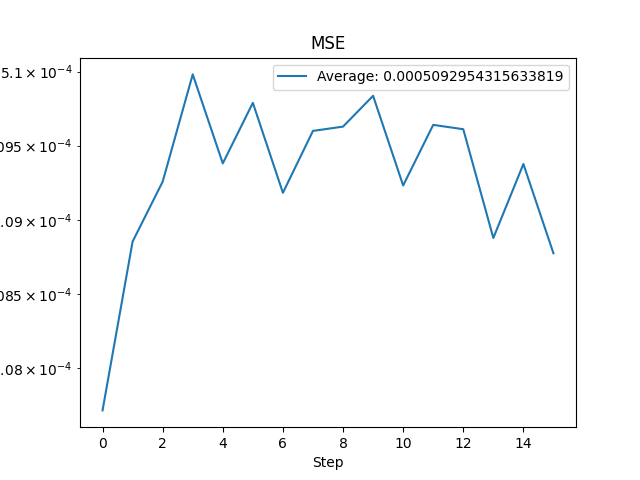 MSE
Average: 0.0005092954315633819
5.1 × 10⁻⁴
095 × 10⁻⁴
.09 × 10⁻⁴
085 × 10⁻⁴
.08 × 10⁻⁴
0 2 4 6 8 10 12 14
Step